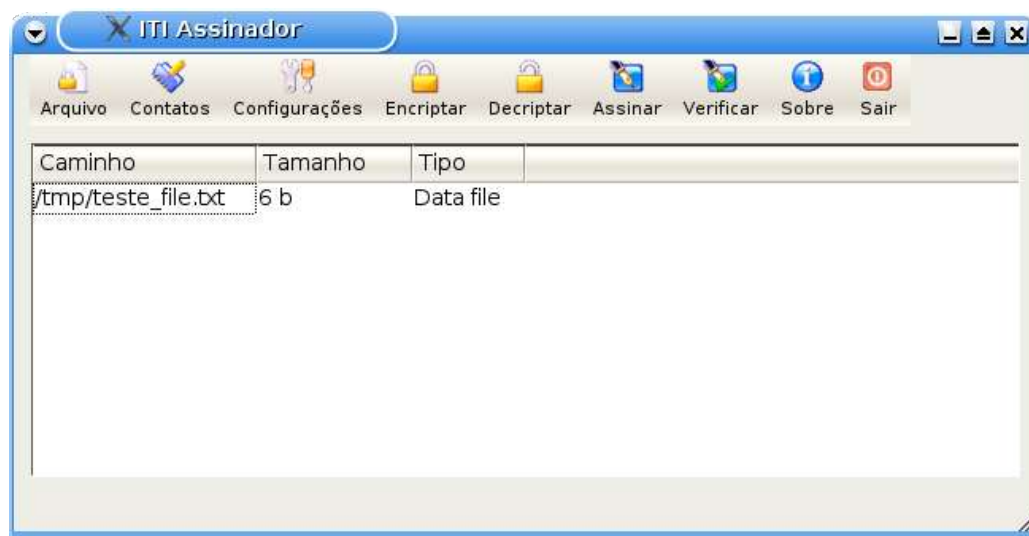 ITI Assinador
Arquivo Contatos Configurações Encriptar Decriptar Assinar Verificar Sobre Sair
Caminho Tamanho Tipo
/tmp/teste_file.txt 6 b Data file